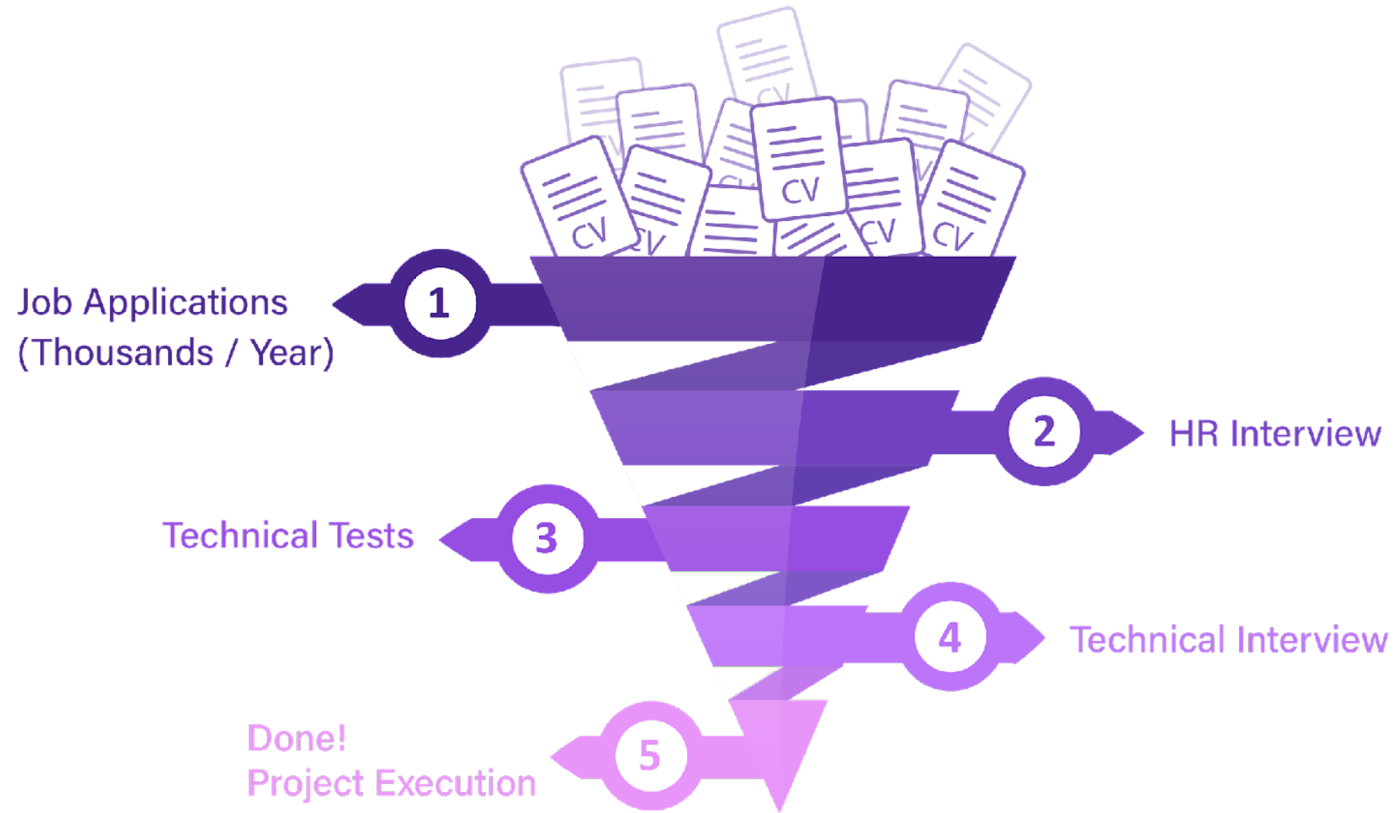 CV
CV
CV
CV
CV
CV
CV
CV
1
Job Applications
(Thousands / Year)
2
HR Interview
3
Technical Tests
4
Technical Interview
5
Done!
Project Execution